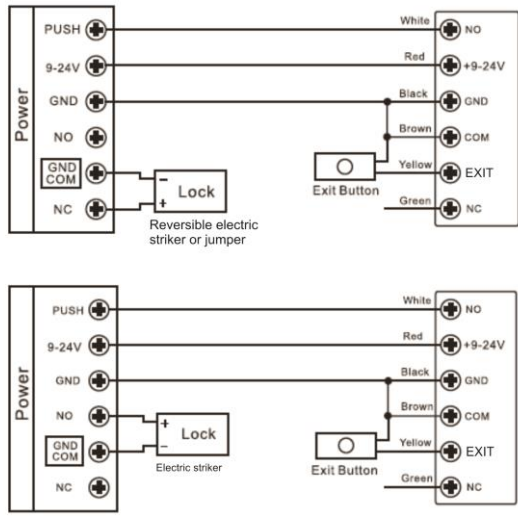 Power
PUSH
9-24V
GND
NO
GND
COM
NC
Lock
- 
+
Reversible electric
striker or jumper
Exit Button
White
Red
Black
Brown
Yellow
Green
NO
+9-24V
GND
COM
EXIT
NC
Power
PUSH
9-24V
GND
NO
GND
COM
NC
+
-
Lock
Electric striker
Exit Button
White
Red
Black
Brown
Yellow
Green
NO
+9-24V
GND
COM
EXIT
NC